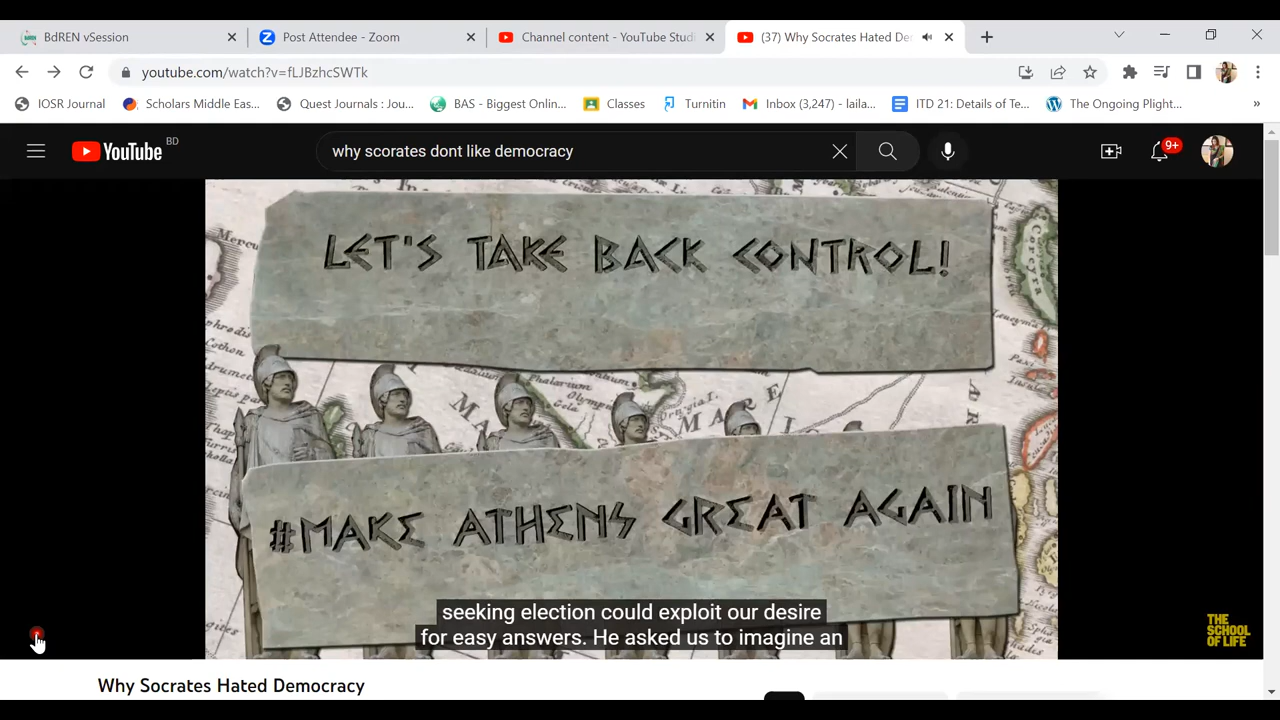 BdREN vSession
Post Attendee - Zoom
Channel content - YouTube Studi
(37) Why Socrates Hated De
youtube.com/watch?v=fLJBzhcSWTk
IOSR Journal
Scholars Middle Eas...
Quest Journals : Jou...
BAS - Biggest Onlin...
Classes
Turnitin
Inbox (3,247) - laila...
ITD 21: Details of Te...
The Ongoing Plight...
»
YouTube BD
why scorates dont like democracy
9+
LET'S TAKE BACK CONTROL!
#MAKE ATHENS GREAT AGAIN
seeking election could exploit our desire
for easy answers. He asked us to imagine an
THE
SCHOOL
OF LIFE
Why Socrates Hated Democracy